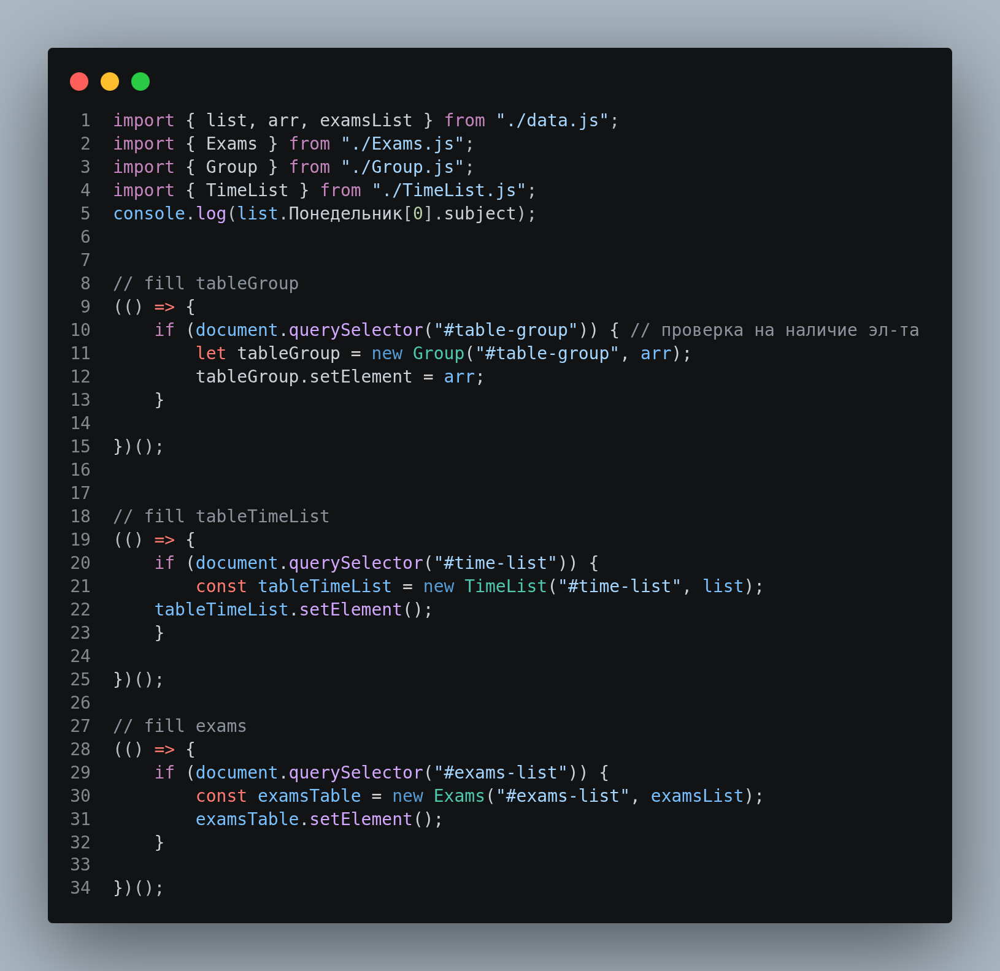 1 import { list, arr, examsList } from "./data.js";
2 import { Exams } from "./Exams.js";
3 import { Group } from "./Group.js";
4 import { TimeList } from "./TimeList.js";
5 console.log(list.Понедельник[0].subject);
6
7
8 // fill tableGroup
9 (() => {
10     if (document.querySelector("#table-group")) { // проверка на наличие эл-та
11         let tableGroup = new Group("#table-group", arr);
12         tableGroup.setElement = arr;
13     }
14
15 })();
16
17
18 // fill tableTimeList
19 (() => {
20     if (document.querySelector("#time-list")) {
21         const tableTimeList = new TimeList("#time-list", list);
22     tableTimeList.setElement();
23     }
24
25 })();
26
27 // fill exams
28 (() => {
29     if (document.querySelector("#exams-list")) {
30         const examsTable = new Exams("#exams-list", examsList);
31         examsTable.setElement();
32     }
33
34 })();